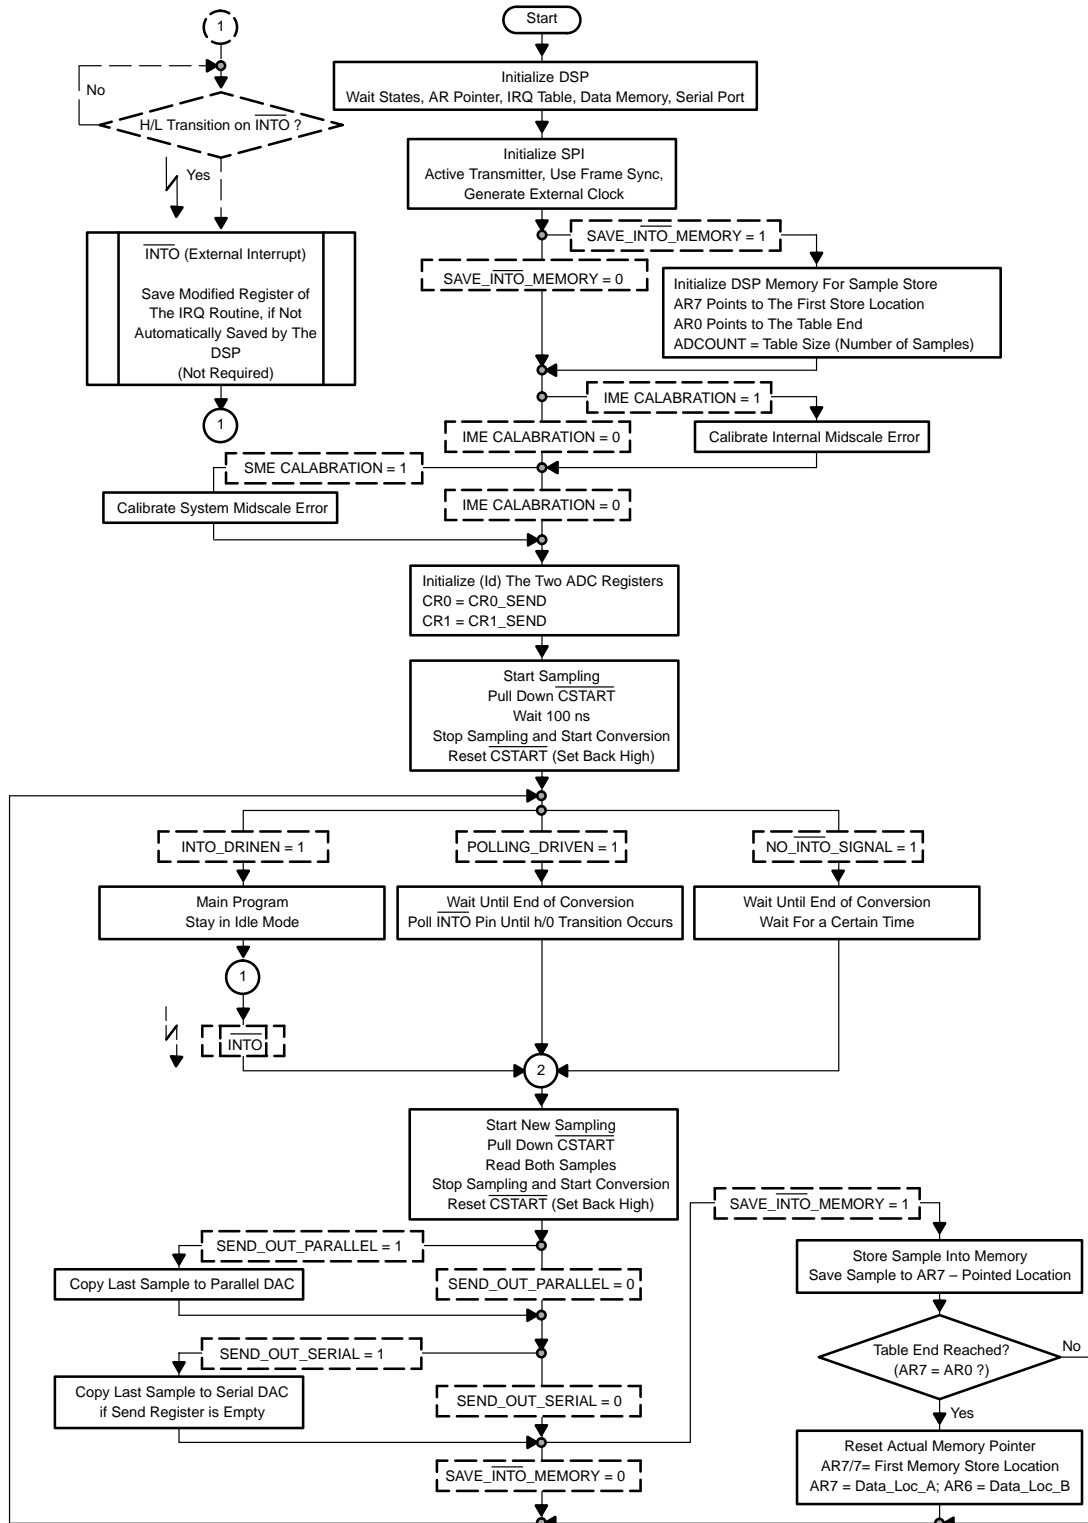 1
No
H/L Transition on INTO ?
Yes
INTO (External Interrupt)
Save Modified Register of
The IRQ Routine, if Not
Automatically Saved by The
DSP
(Not Required)
1
Start
Initialize DSP
Wait States, AR Pointer, IRQ Table, Data Memory, Serial Port
Initialize SPI
Active Transmitter, Use Frame Sync,
Generate External Clock
SAVE_INTO_MEMORY = 1
SAVE_INTO_MEMORY = 0
Initialize DSP Memory For Sample Store
AR7 Points to The First Store Location
AR0 Points to The Table End
ADCOUNT = Table Size (Number of Samples)
IME CALABRATION = 1
IME CALABRATION = 0
Calibrate Internal Midscale Error
SME CALABRATION = 1
Calibrate System Midscale Error
IME CALABRATION = 0
Initialize (Id) The Two ADC Registers
CR0 = CR0_SEND
CR1 = CR1_SEND
Start Sampling
Pull Down CSTART
Wait 100 ns
Stop Sampling and Start Conversion
Reset CSTART (Set Back High)
INTO_DRINEN = 1
POLLING_DRIVEN = 1
NO_INTO_SIGNAL = 1
Main Program
Stay in Idle Mode
Wait Until End of Conversion
Poll INTO Pin Until h/0 Transition Occurs
Wait Until End of Conversion
Wait For a Certain Time
1
INTO
2
Start New Sampling
Pull Down CSTART
Read Both Samples
Stop Sampling and Start Conversion
Reset CSTART (Set Back High)
SEND_OUT_PARALLEL = 1
Copy Last Sample to Parallel DAC
SEND_OUT_PARALLEL = 0
SEND_OUT_SERIAL = 1
Copy Last Sample to Serial DAC
if Send Register is Empty
SEND_OUT_SERIAL = 0
SAVE_INTO_MEMORY = 0
SAVE_INTO_MEMORY = 1
Store Sample Into Memory
Save Sample to AR7 – Pointed Location
Table End Reached?
(AR7 = AR0 ?)
No
Yes
Reset Actual Memory Pointer
AR7/7= First Memory Store Location
AR7 = Data_Loc_A; AR6 = Data_Loc_B